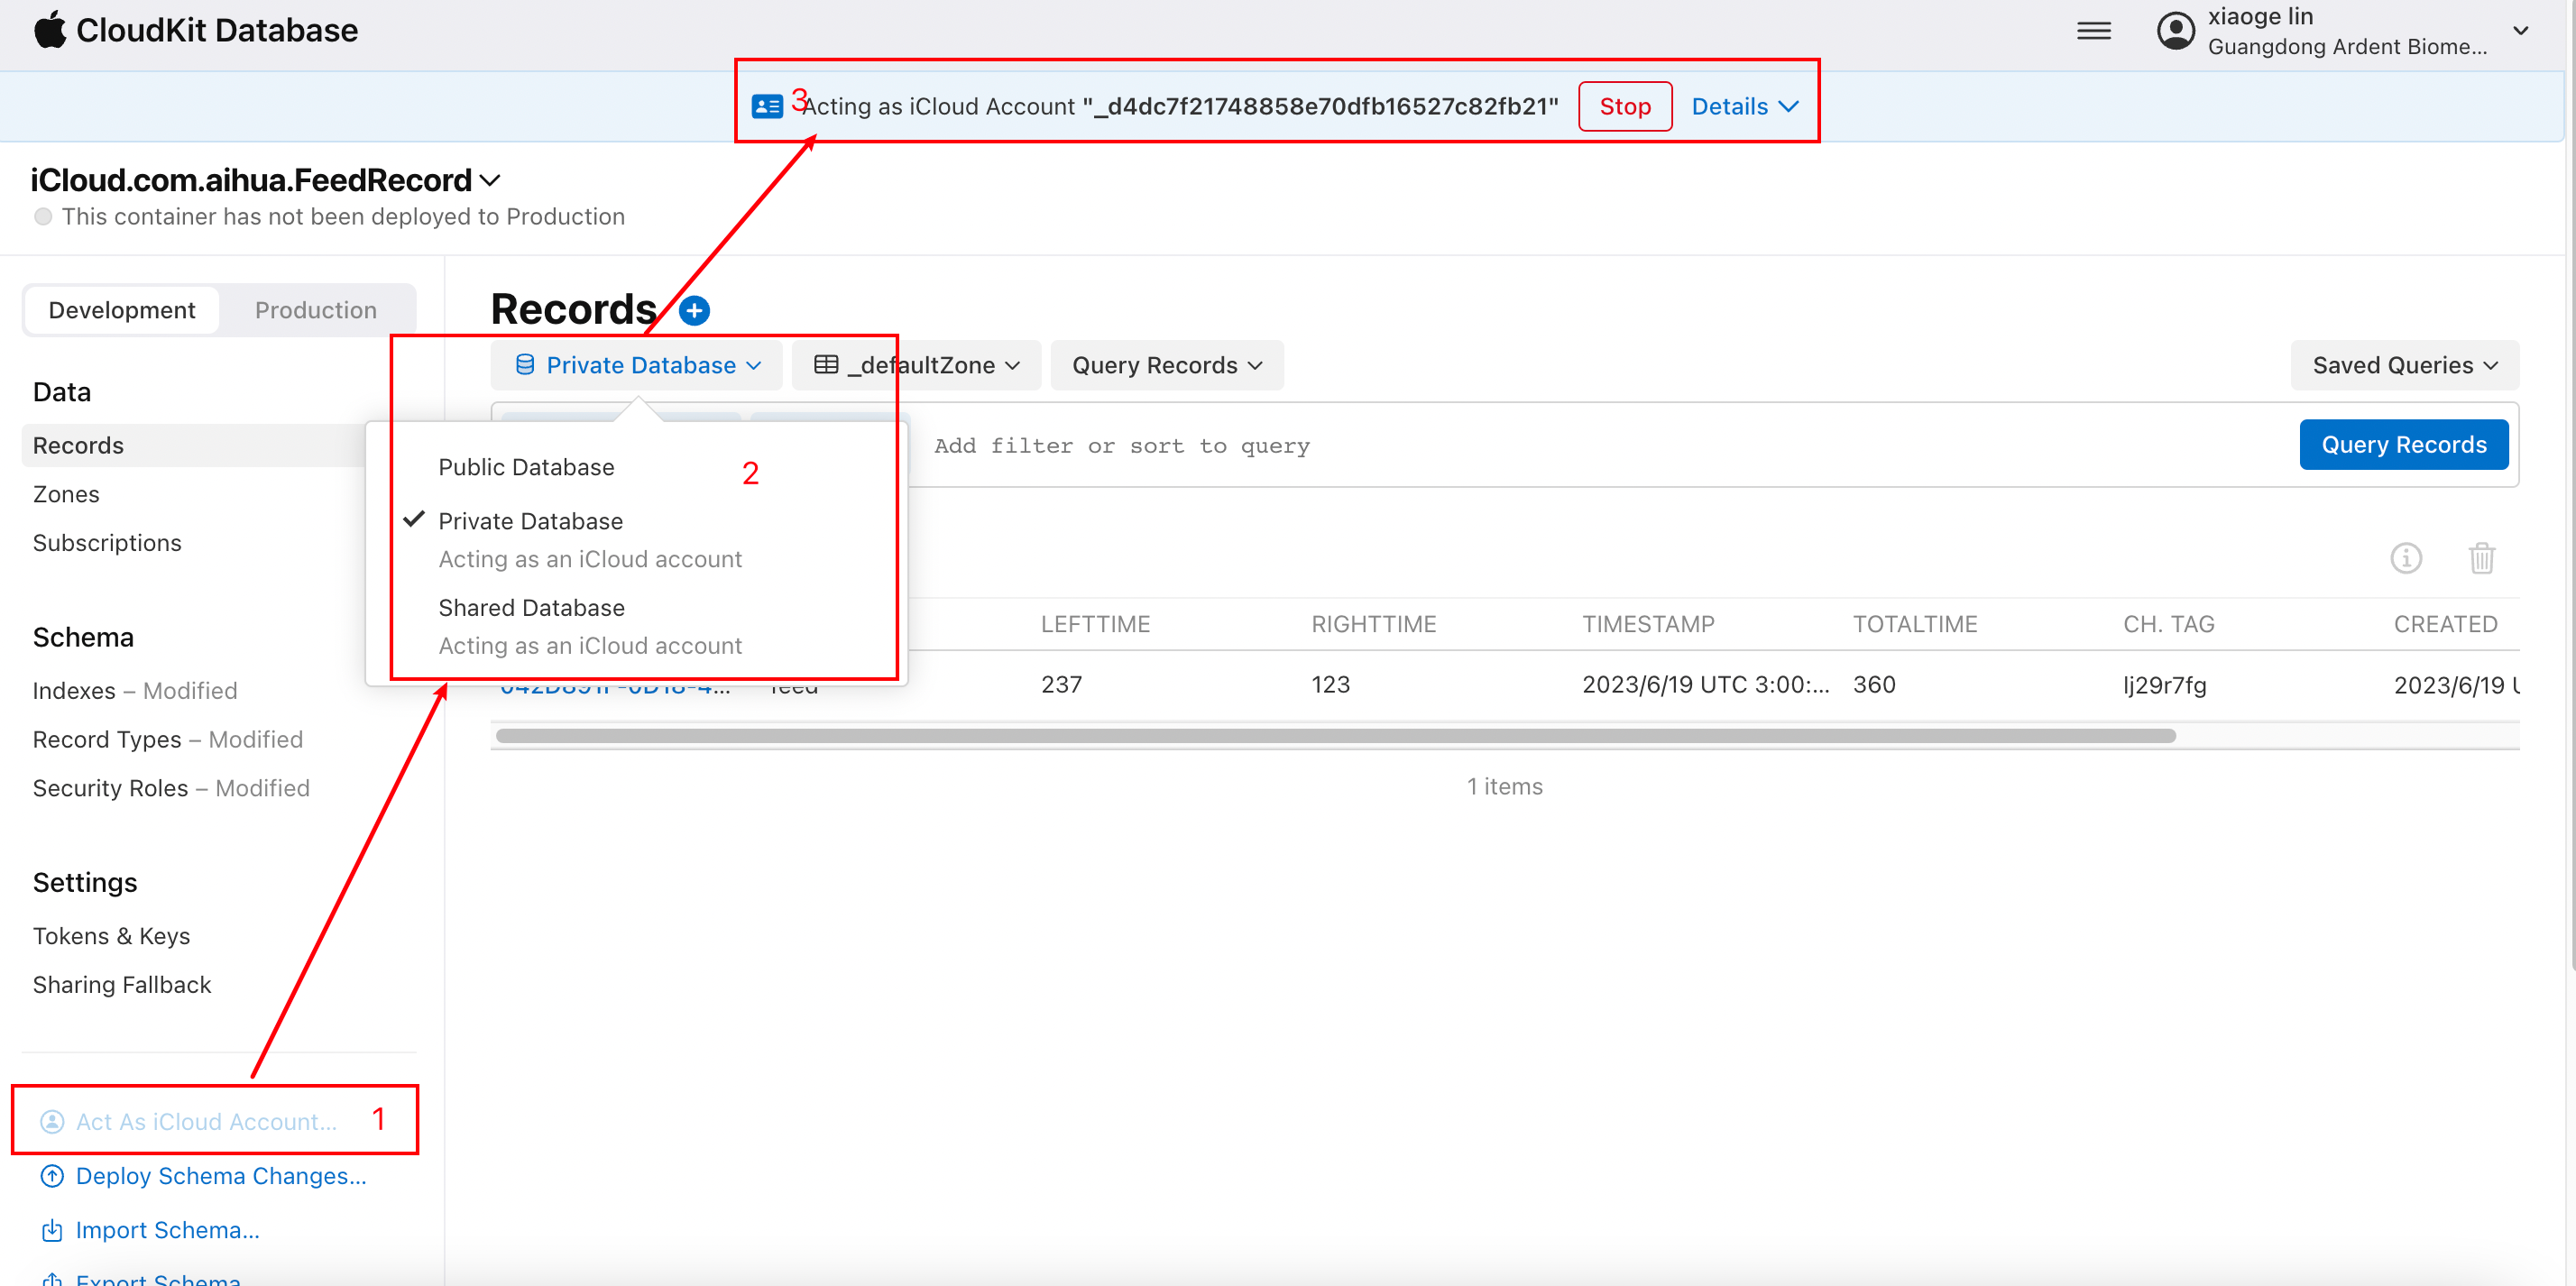 CloudKit Database
xiaoge lin
Guangdong Ardent Biome...
3
Acting as iCloud Account "_d4dc7f21748858e70dfb16527c82fb21"
Stop
Details
iCloud.com.aihua.FeedRecord
This container has not been deployed to Production
Development
Production
Data
Records
Zones
Subscriptions
Schema
Indexes – Modified
Record Types – Modified
Security Roles – Modified
Settings
Tokens & Keys
Sharing Fallback
Act As iCloud Account...
1
Deploy Schema Changes...
Import Schema...
Export Schema
Records
Private Database
_defaultZone
Query Records
Saved Queries
Add filter or sort to query
Query Records
Public Database
2
Private Database
Acting as an iCloud account
Shared Database
Acting as an iCloud account
LEFTTIME
RIGHTTIME
TIMESTAMP
TOTALTIME
CH. TAG
CREATED
feed
237
123
2023/6/19 UTC 3:00:...
360
lj29r7fg
2023/6/19 U
1 items